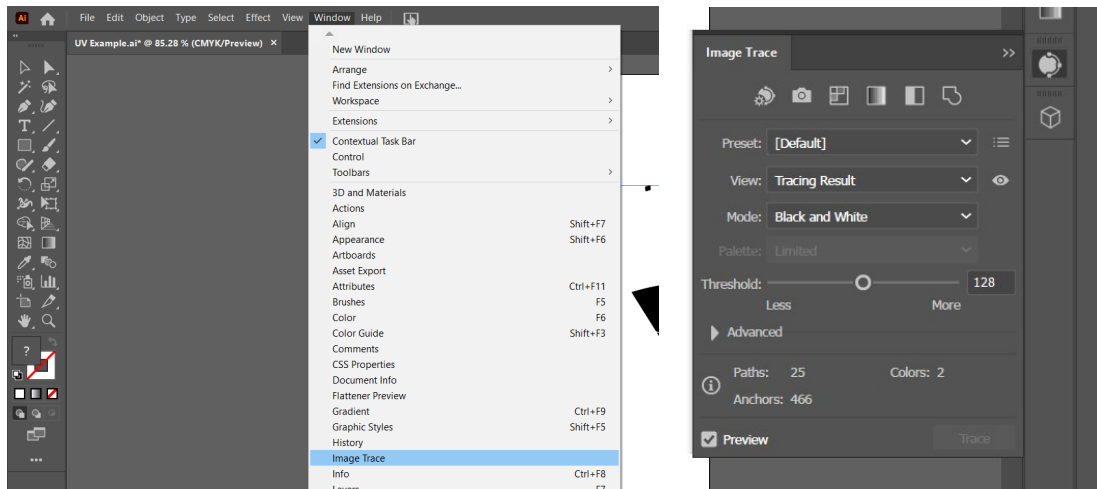 Ai File Edit Object Type Select Effect View Window Help
UV Example.ai* @ 85.28 % (CMYK/Preview) ×
T
?
New Window
Arrange
Find Extensions on Exchange...
Workspace
Extensions
Contextual Task Bar
Control
Toolbars
3D and Materials
Actions
Align Shift+F7
Appearance Shift+F6
Artboards
Asset Export
Attributes Ctrl+F11
Brushes F5
Color F6
Color Guide Shift+F3
Comments
CSS Properties
Document Info
Flattener Preview
Gradient Ctrl+F9
Graphic Styles Shift+F5
History
Image Trace
Info Ctrl+F8
Layers F7
Image Trace
Preset: [Default]
View: Tracing Result
Mode: Black and White
Palette: Limited
Threshold: 128
Less More
Advanced
Paths: 25 Colors: 2
Anchors: 466
Preview Trace